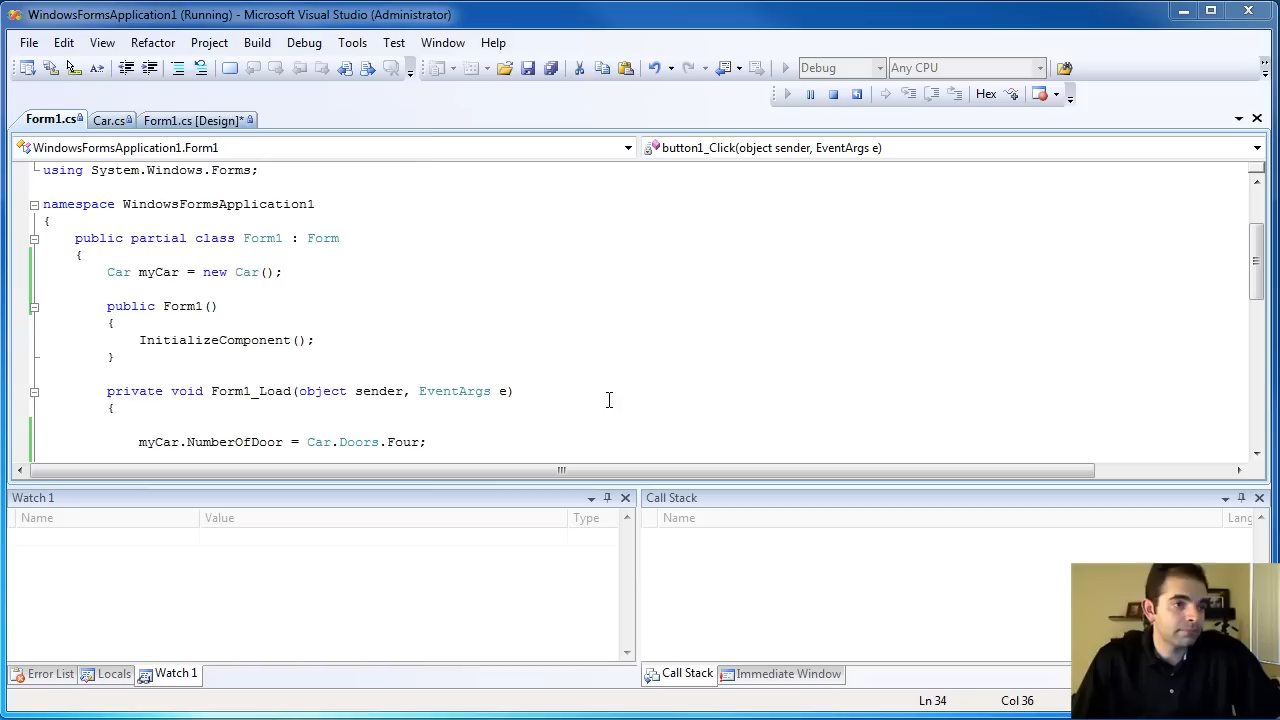 WindowsFormsApplication1 (Running) - Microsoft Visual Studio (Administrator)
File Edit View Refactor Project Build Debug Tools Test Window Help
Debug Any CPU
Hex
Form1.cs Car.cs Form1.cs [Design]*
WindowsFormsApplication1.Form1 button1_Click(object sender, EventArgs e)
using System.Windows.Forms;
namespace WindowsFormsApplication1
{
public partial class Form1 : Form
{
Car myCar = new Car();
public Form1()
{
InitializeComponent();
}
private void Form1_Load(object sender, EventArgs e)
{
myCar.NumberOfDoor = Car.Doors.Four;
Watch 1 Call Stack
Name Value Type Name Lang
Error List Locals Watch 1 Call Stack Immediate Window
Ln 34 Col 36